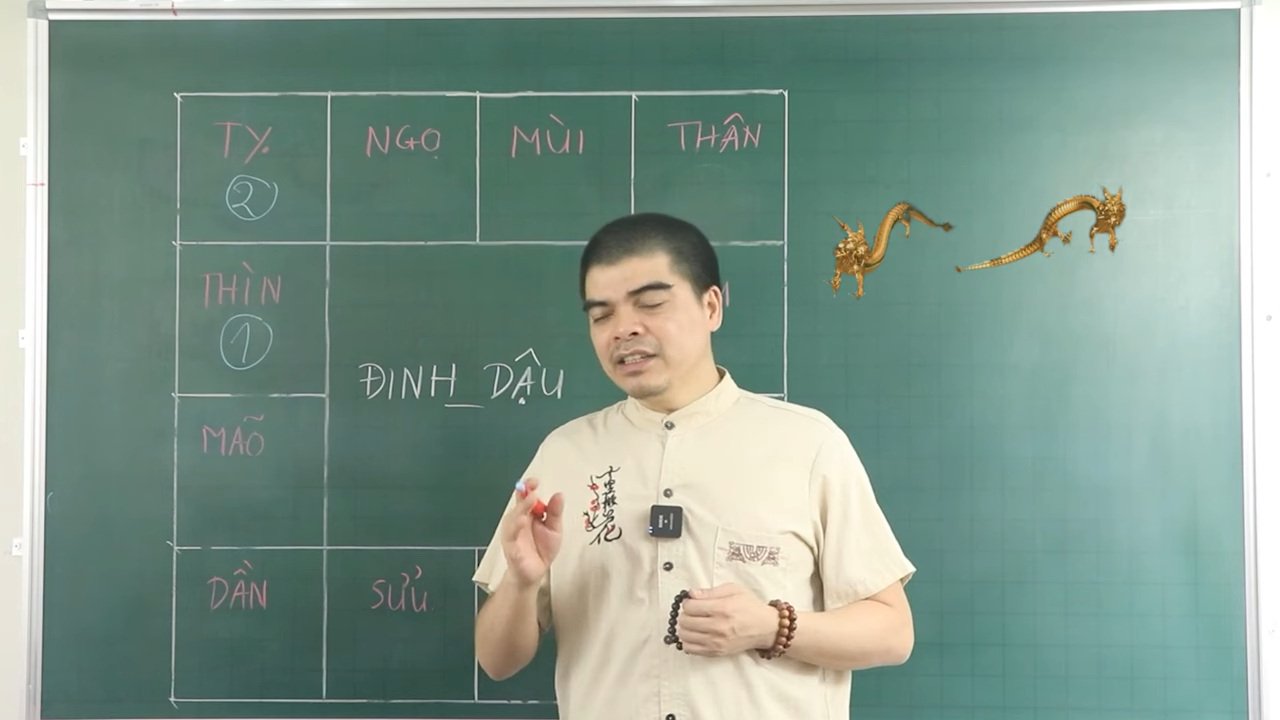 TỴ
NGỌ
MÙI
THÂN
2
THÌN
1
ĐINH_DẬU
MÃO
DẦN
SỬU